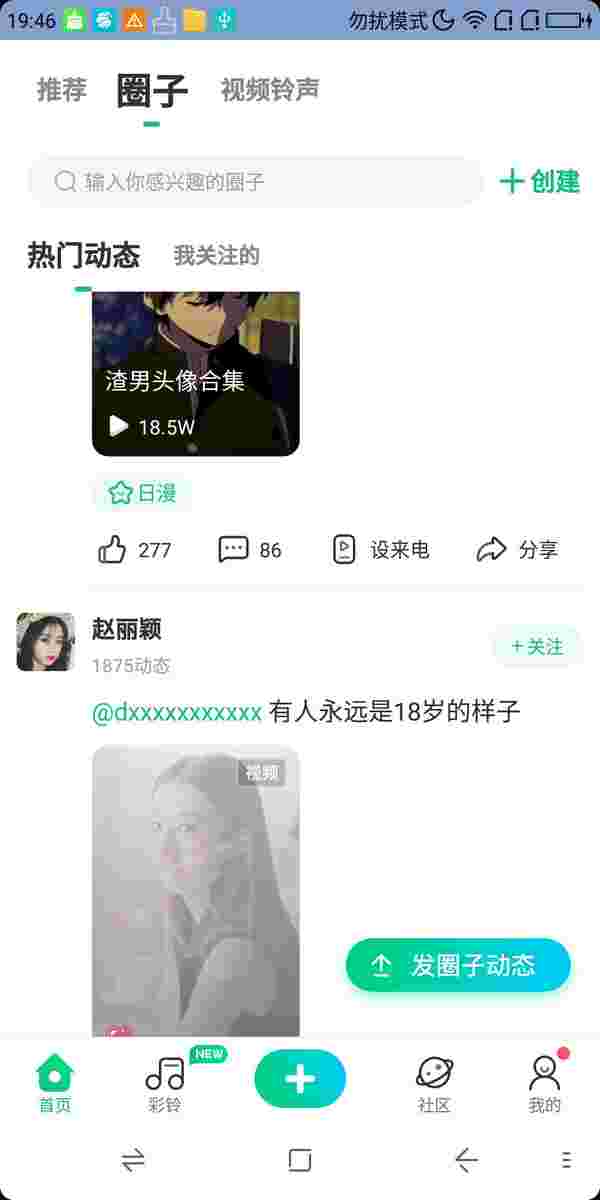 19:46 勿扰模式
推荐 圈子 视频铃声
输入你感兴趣的圈子 创建
热门动态 我关注的
渣男头像合集
18.5W
日漫
277 86 设来电 分享
赵丽颖
1875动态 +关注
@dxxxxxxxxxxx 有人永远是18岁的样子
视频
发圈子动态
NEW
首页 彩铃 社区 我的